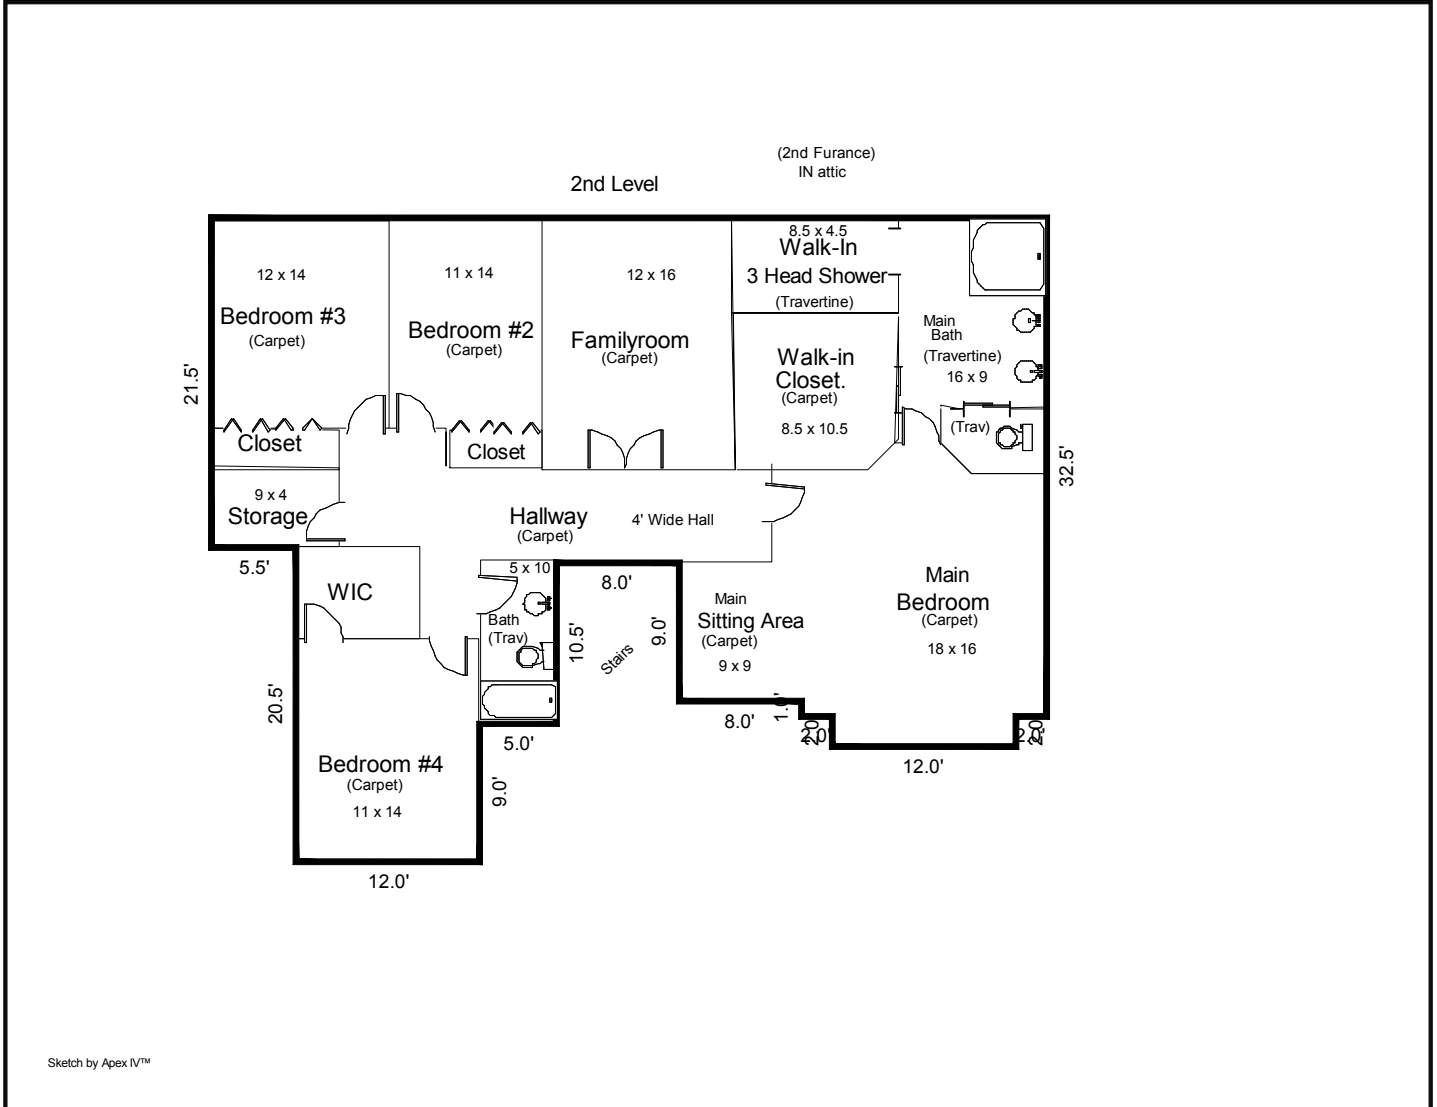 (2nd Furance)
IN attic
2nd Level
8.5 x 4.5
Walk-In
3 Head Shower
(Travertine)
12 x 14
Bedroom #3
(Carpet)
11 x 14
Bedroom #2
(Carpet)
12 x 16
Familyroom
(Carpet)
Main
Bath
(Travertine)
16 x 9
Walk-in
Closet.
(Carpet)
8.5 x 10.5
(Trav)
21.5'
32.5'
Closet
Closet
9 x 4
Storage
Hallway
(Carpet)
4' Wide Hall
5.5'
WIC
5 x 10
Bath
(Trav)
8.0'
10.5'
Stairs
9.0'
Main
Sitting Area
(Carpet)
9 x 9
Main
Bedroom
(Carpet)
18 x 16
20.5'
5.0'
8.0'
1.0'
2.0'
2.0'
2.0'
2.0'
12.0'
Bedroom #4
(Carpet)
11 x 14
9.0'
12.0'
Sketch by Apex IV™